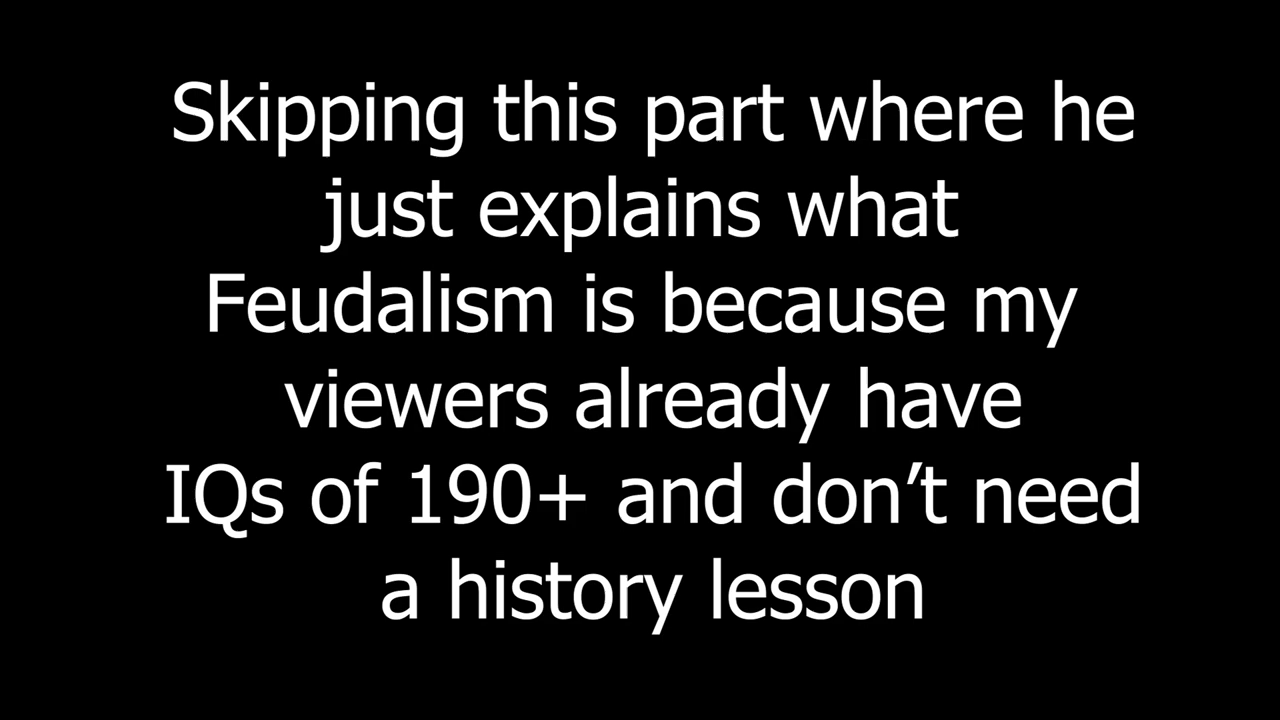 Skipping this part where he
just explains what
Feudalism is because my
viewers already have
IQs of 190+ and don’t need
a history lesson